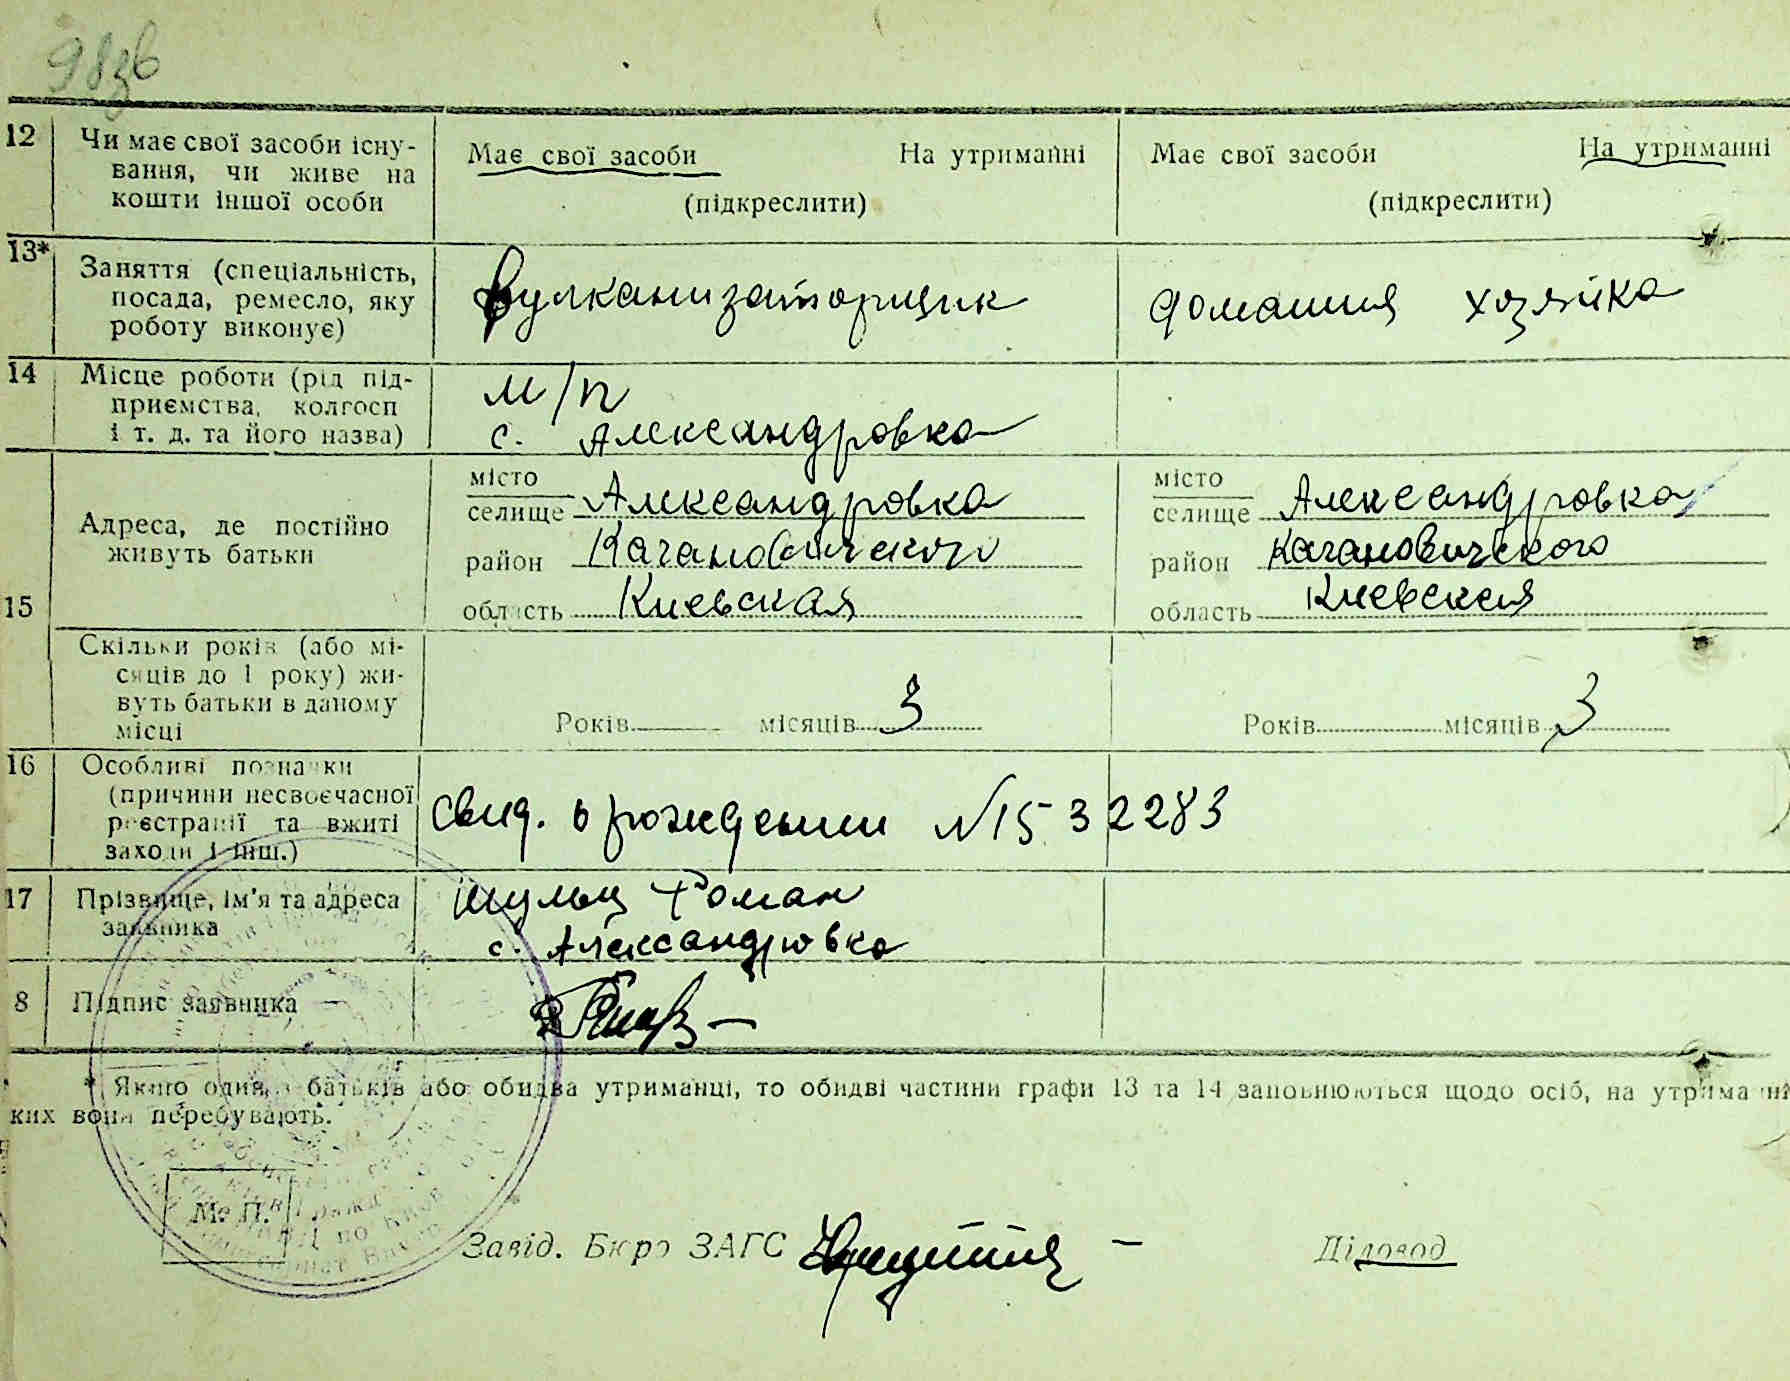 98зв
12 Чи має свої засоби існу-
вання, чи живе на
кошти іншої особи
Має свої засоби На утриманні
(підкреслити)
Має свої засоби На утриманні
(підкреслити)
13* Заняття (спеціальність,
посада, ремесло, яку
роботу виконує)
Вулканизаторщик
домашняя хозяйка
14 Місце роботи (рід під-
приємства, колгосп
і т. д. та його назва)
м/п
с. Александровка
15 Адреса, де постійно
живуть батьки
місто
селище Александровка
район Кагановичского
область Киевская
місто
селище Александровка
район Кагановичского
область Киевская
Скільки років (або мі-
сяців до 1 року) жи-
вуть батьки в даному
місці
Років місяців 3
Років місяців 3
16 Особливі позначки
(причини несвоєчасної
реєстрації та вжиті
заходи і інш.)
Свид. о рождении №1532283
17 Прізвище, ім'я та адреса
заявника
Шульц Роман
с. Александровка
8 Підпис заявника
* Якщо один з батьків або обидва утриманці, то обидві частини графи 13 та 14 заповнюються щодо осіб, на утриманні
ких вони перебувають.
М. П.
Завід. Бюро ЗАГС
Діловод